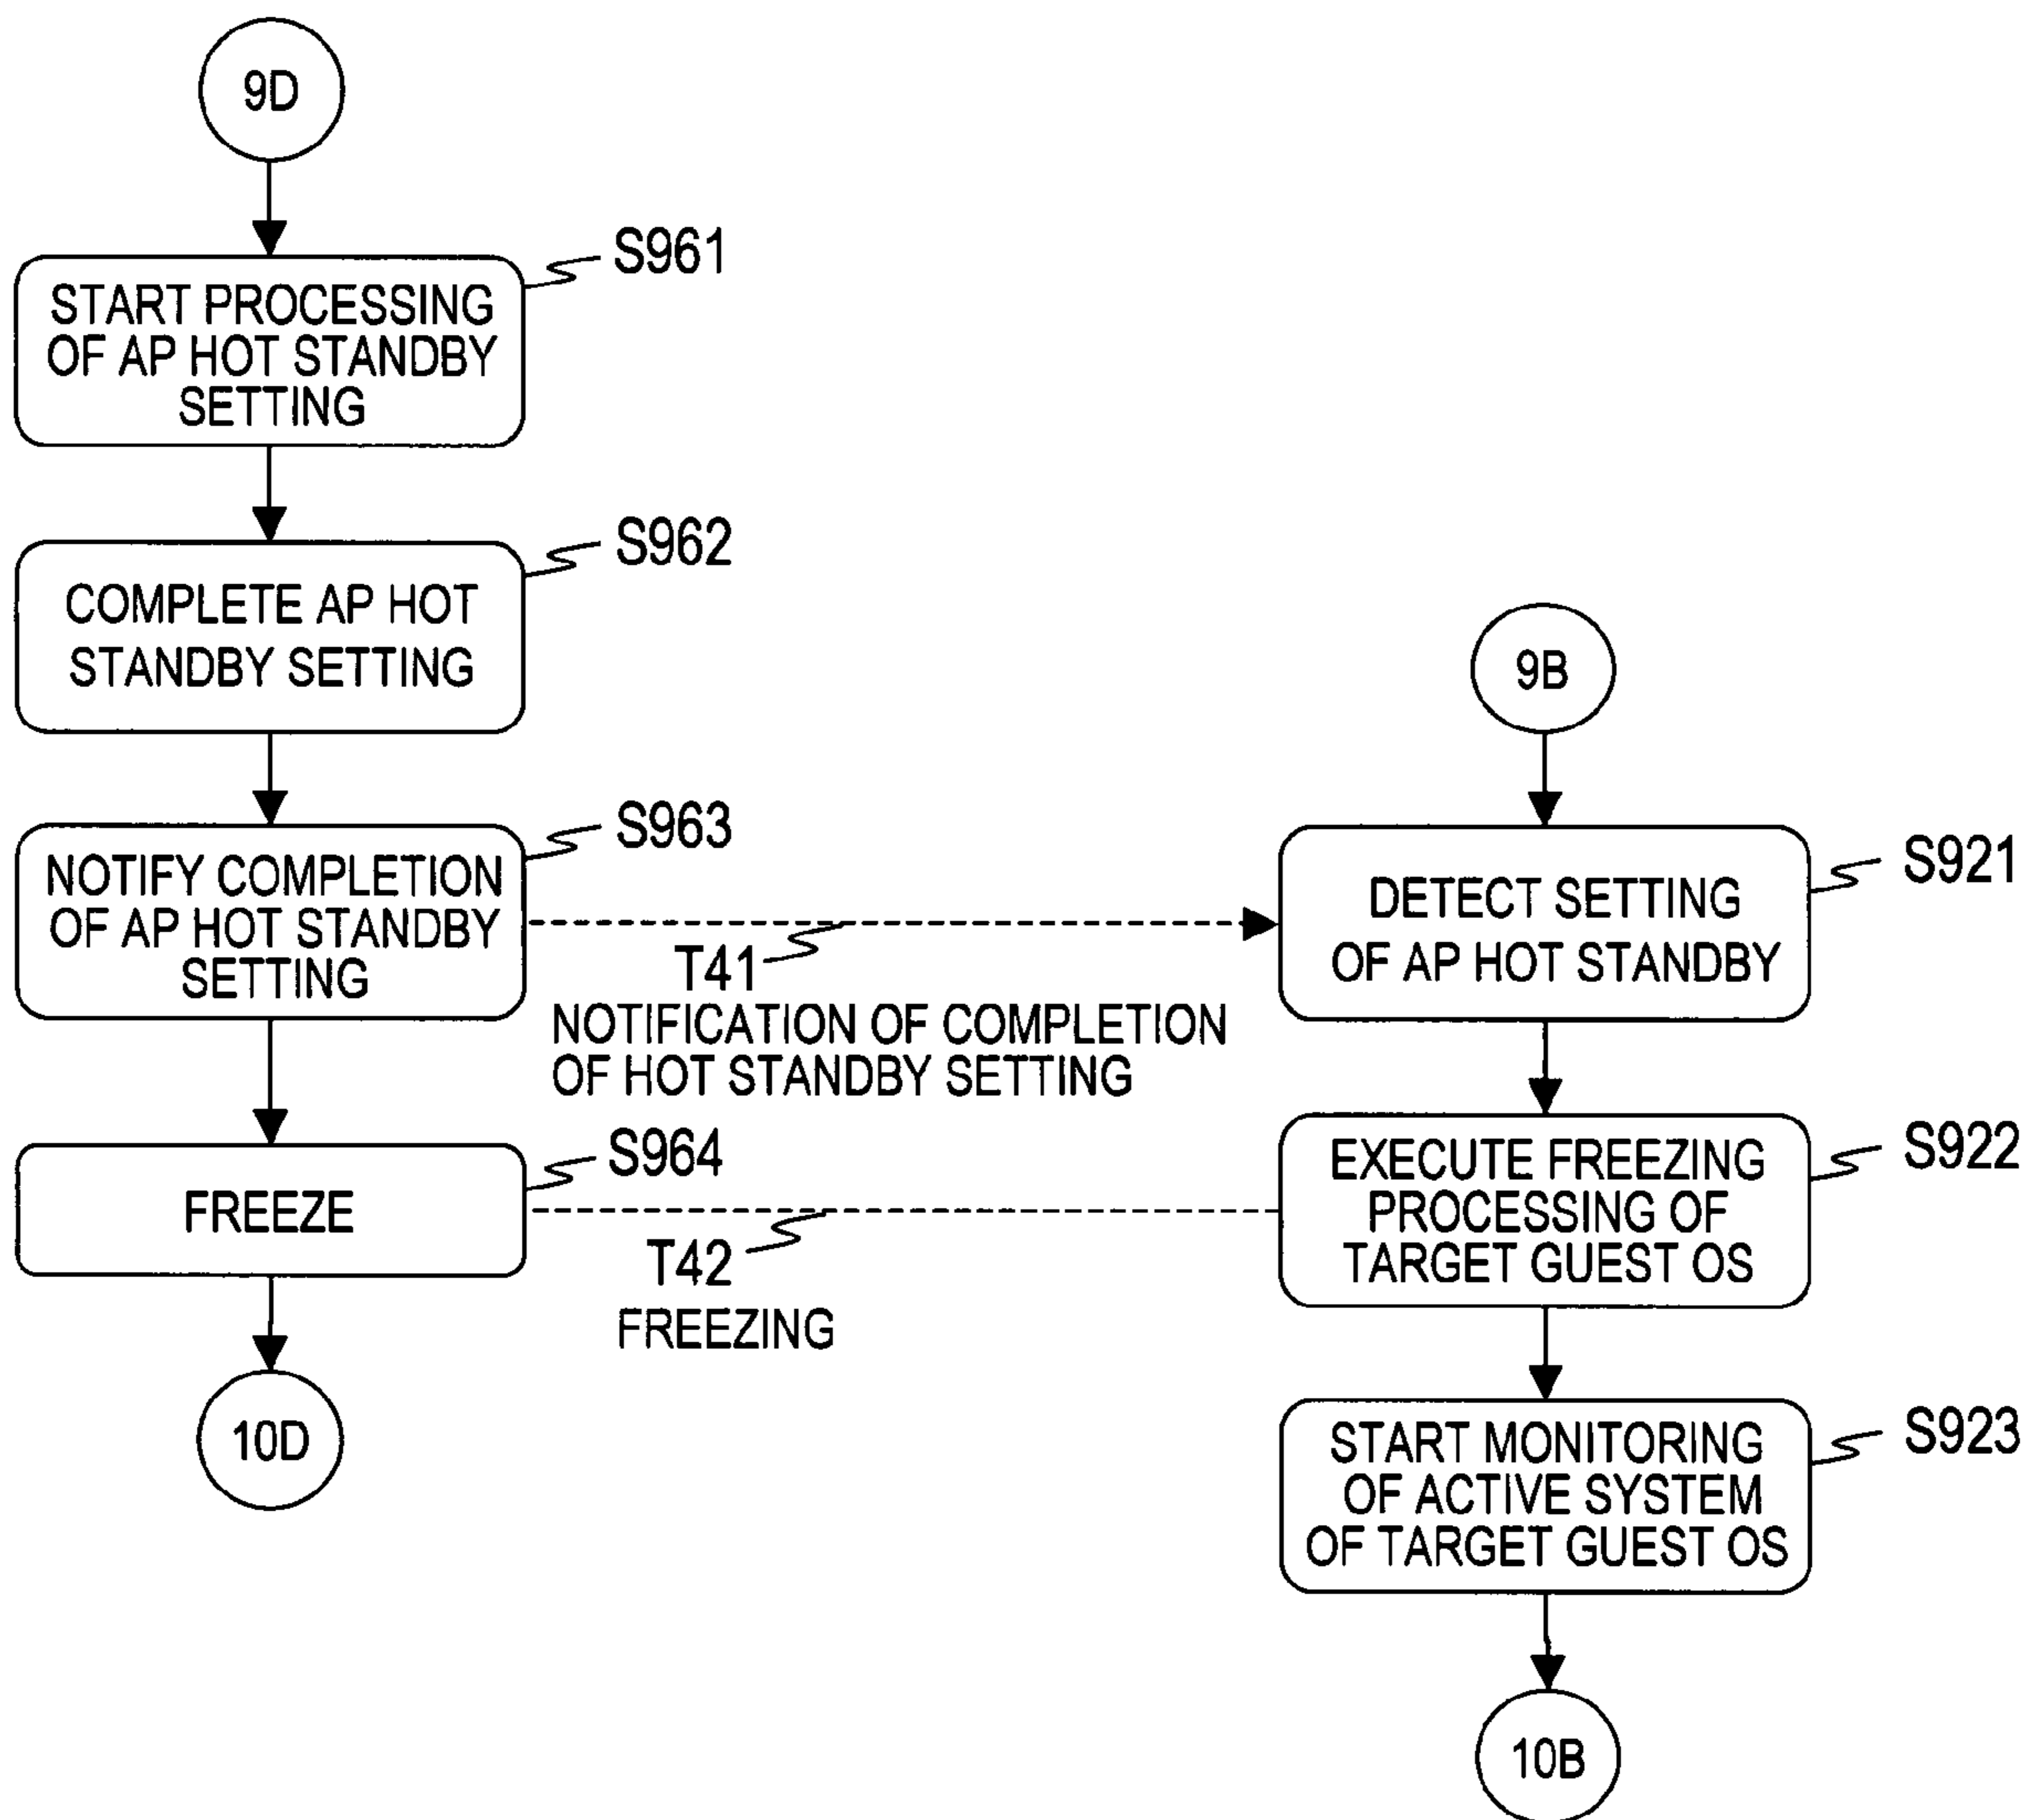 9D
S961
START PROCESSING
OF AP HOT STANDBY
SETTING
S962
COMPLETE AP HOT
STANDBY SETTING
S963
NOTIFY COMPLETION
OF AP HOT STANDBY
SETTING
T41
NOTIFICATION OF COMPLETION
OF HOT STANDBY SETTING
S964
FREEZE
T42
FREEZING
10D
9B
S921
DETECT SETTING
OF AP HOT STANDBY
S922
EXECUTE FREEZING
PROCESSING OF
TARGET GUEST OS
S923
START MONITORING
OF ACTIVE SYSTEM
OF TARGET GUEST OS
10B